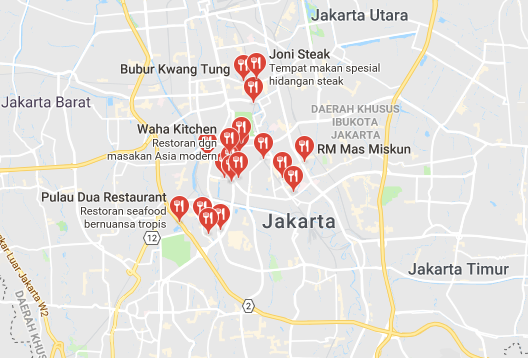 Jakarta Utara
Joni Steak
Tempat makan spesial
hidangan steak
Bubur Kwang Tung
Jakarta Barat
DAERAH KHUSUS
IBUKOTA
JAKARTA
Waha Kitchen
Restoran dgn
masakan Asia modern
RM Mas Miskun
Pulau Dua Restaurant
Restoran seafood
bernuansa tropis
Jakarta
12
Jakarta Timur
kar Luar Jakarta W2
DAERAH KHUS
2